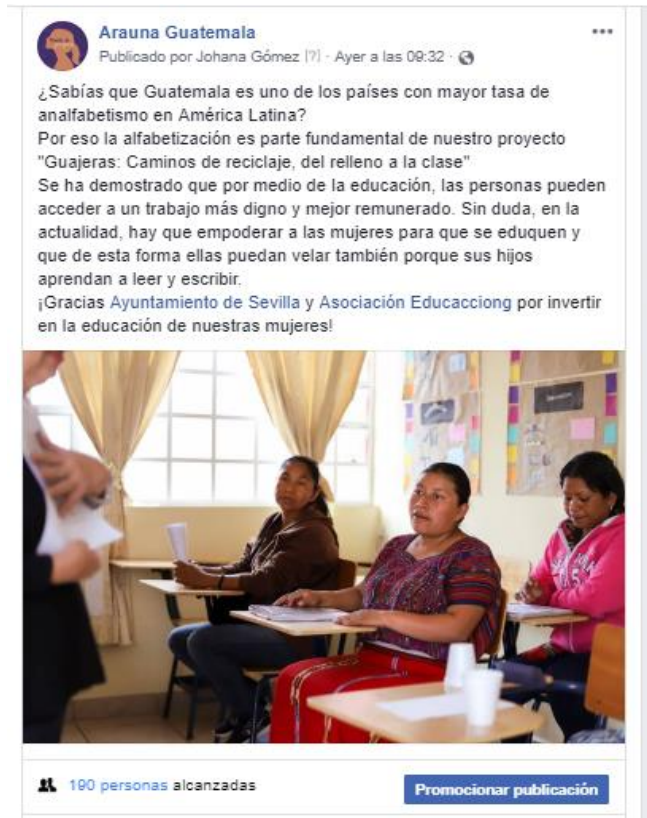 Arauna Guatemala
Publicado por Johana Gómez [?] · Ayer a las 09:32 ·
¿Sabías que Guatemala es uno de los países con mayor tasa de
analfabetismo en América Latina?
Por eso la alfabetización es parte fundamental de nuestro proyecto
"Guajeras: Caminos de reciclaje, del relleno a la clase"
Se ha demostrado que por medio de la educación, las personas pueden
acceder a un trabajo más digno y mejor remunerado. Sin duda, en la
actualidad, hay que empoderar a las mujeres para que se eduquen y
que de esta forma ellas puedan velar también porque sus hijos
aprendan a leer y escribir.
¡Gracias Ayuntamiento de Sevilla y Asociación Educacciong por invertir
en la educación de nuestras mujeres!
190 personas alcanzadas
Promocionar publicación